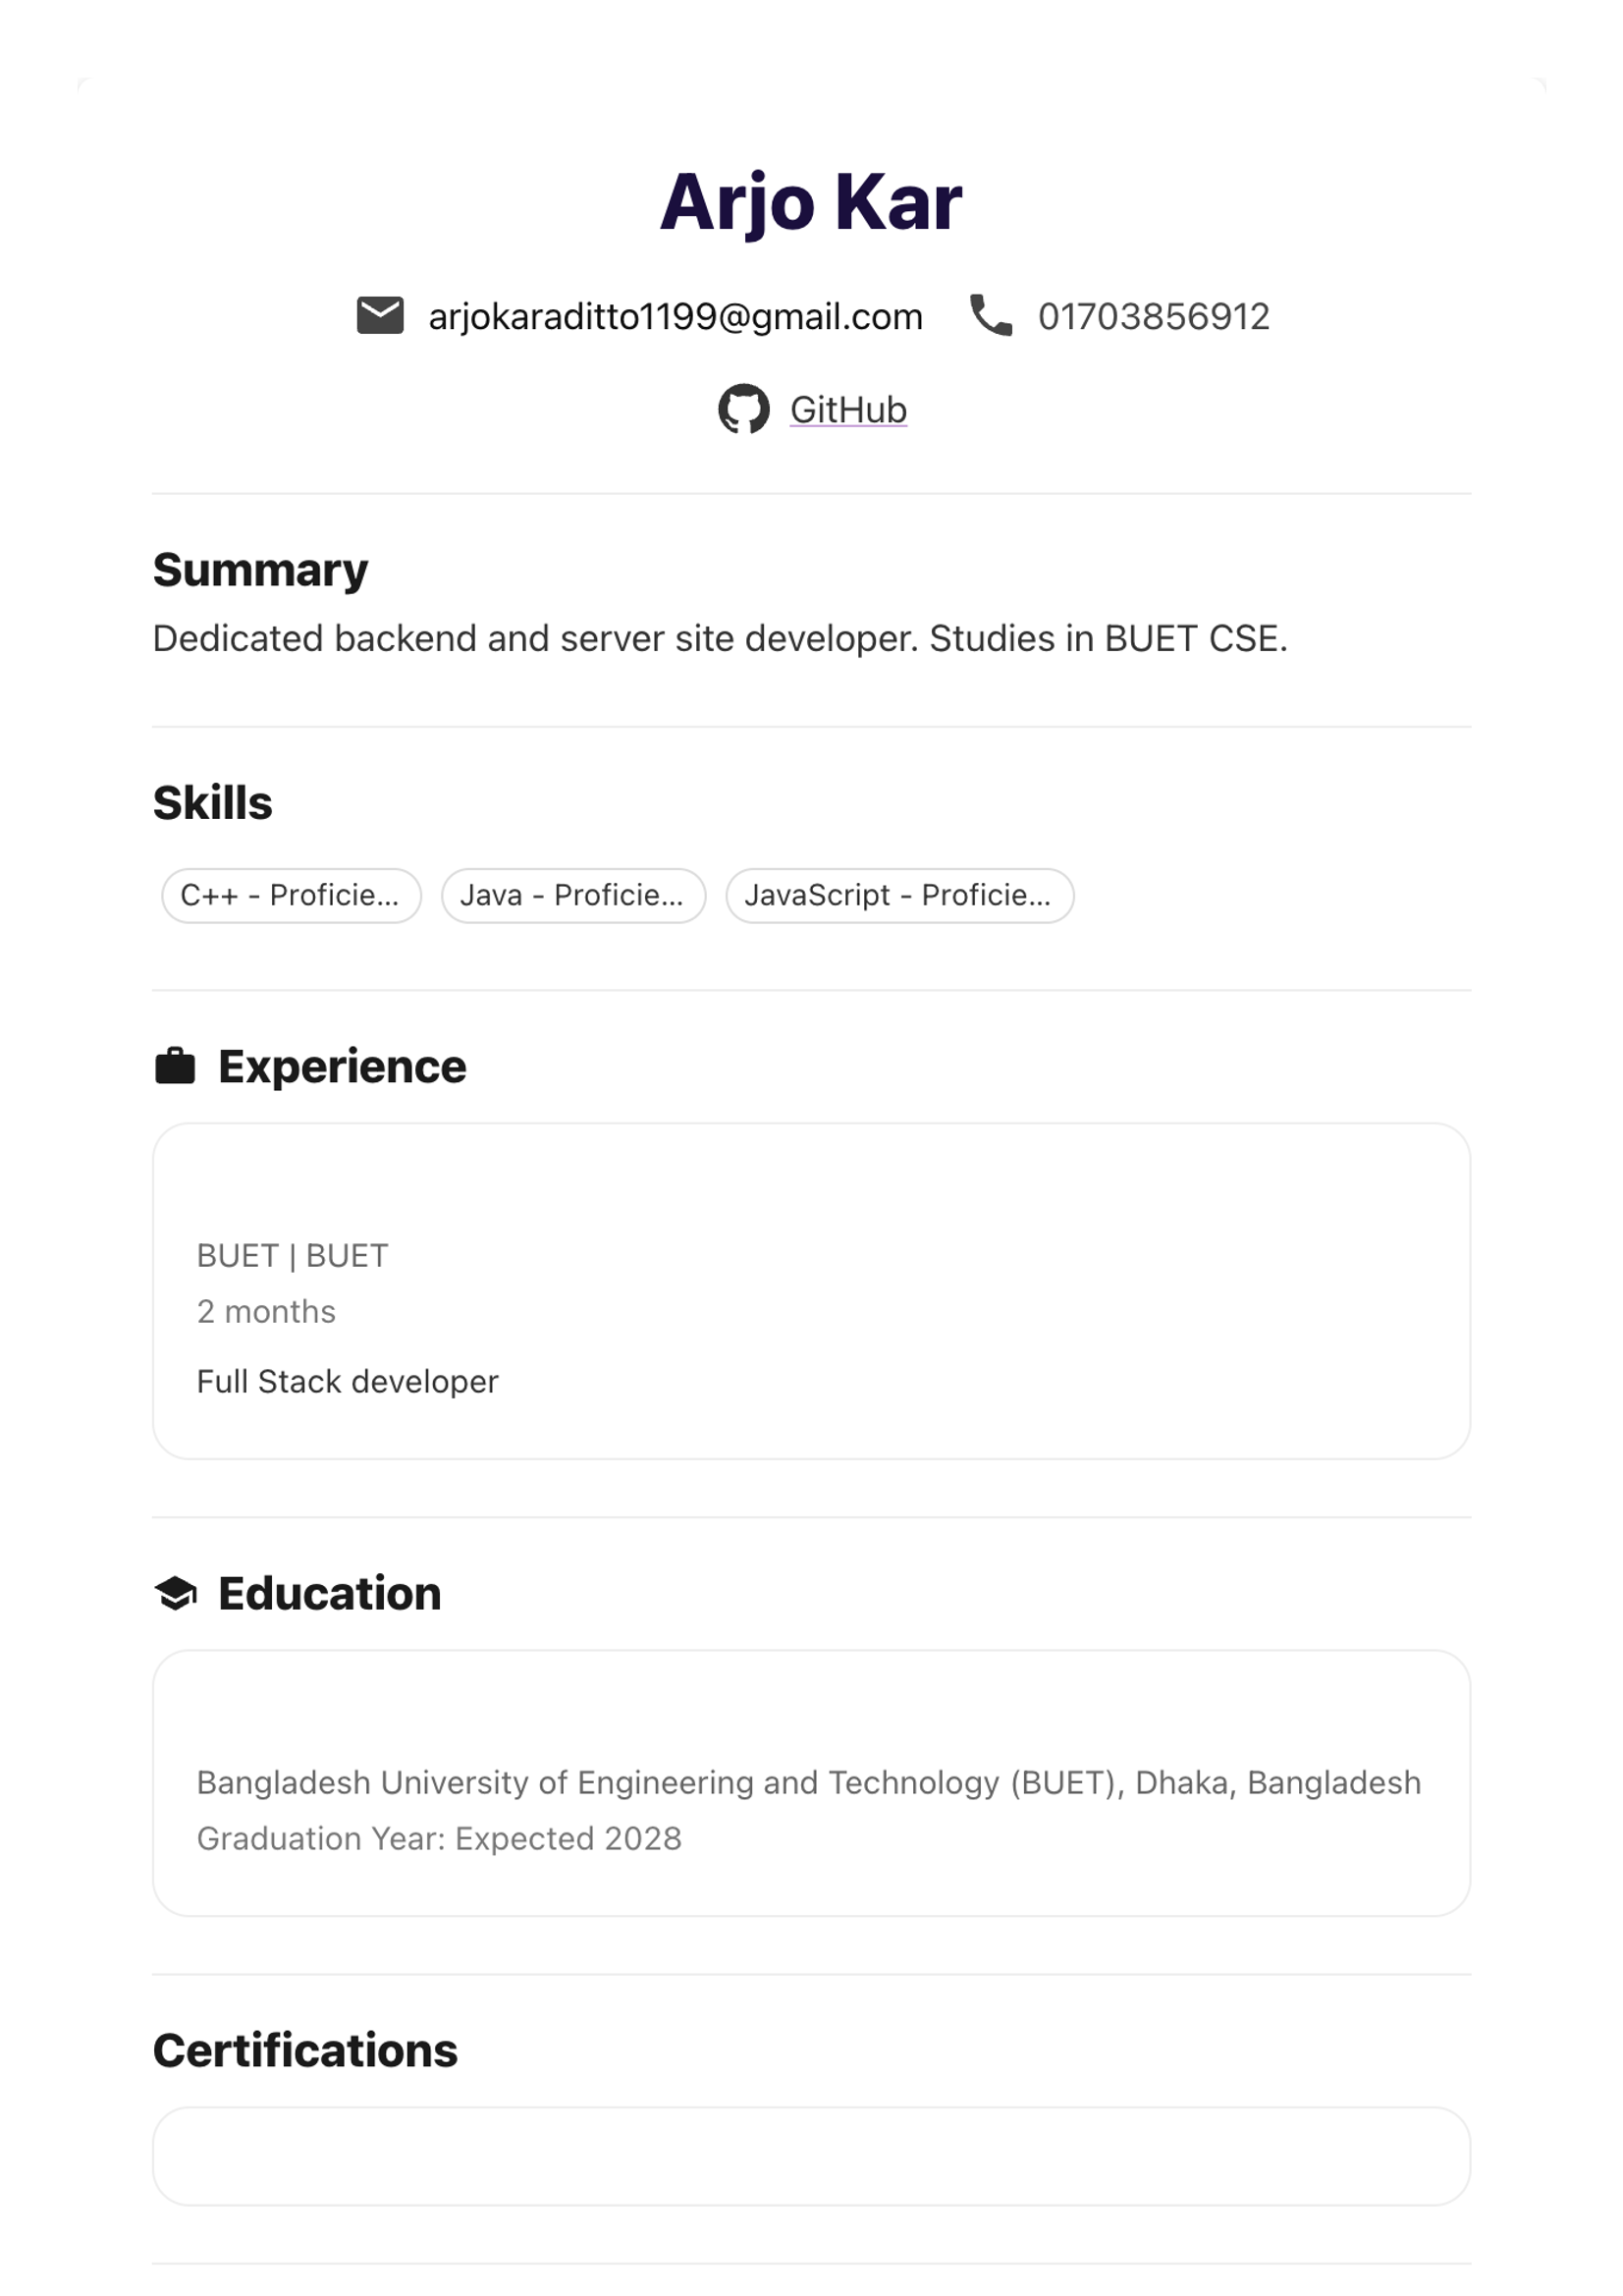 Arjo Kar
arjokaraditto1199@gmail.com 01703856912
GitHub
Summary
Dedicated backend and server site developer. Studies in BUET CSE.
Skills
C++ - Proficie... Java - Proficie... JavaScript - Proficie...
Experience
BUET | BUET
2 months
Full Stack developer
Education
Bangladesh University of Engineering and Technology (BUET), Dhaka, Bangladesh
Graduation Year: Expected 2028
Certifications